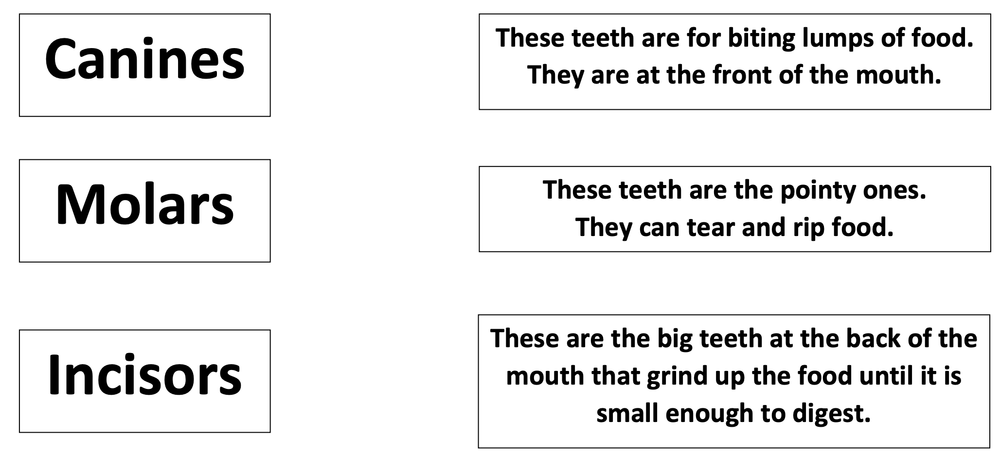 Canines
These teeth are for biting lumps of food.
They are at the front of the mouth.
Molars
These teeth are the pointy ones.
They can tear and rip food.
Incisors
These are the big teeth at the back of the
mouth that grind up the food until it is
small enough to digest.